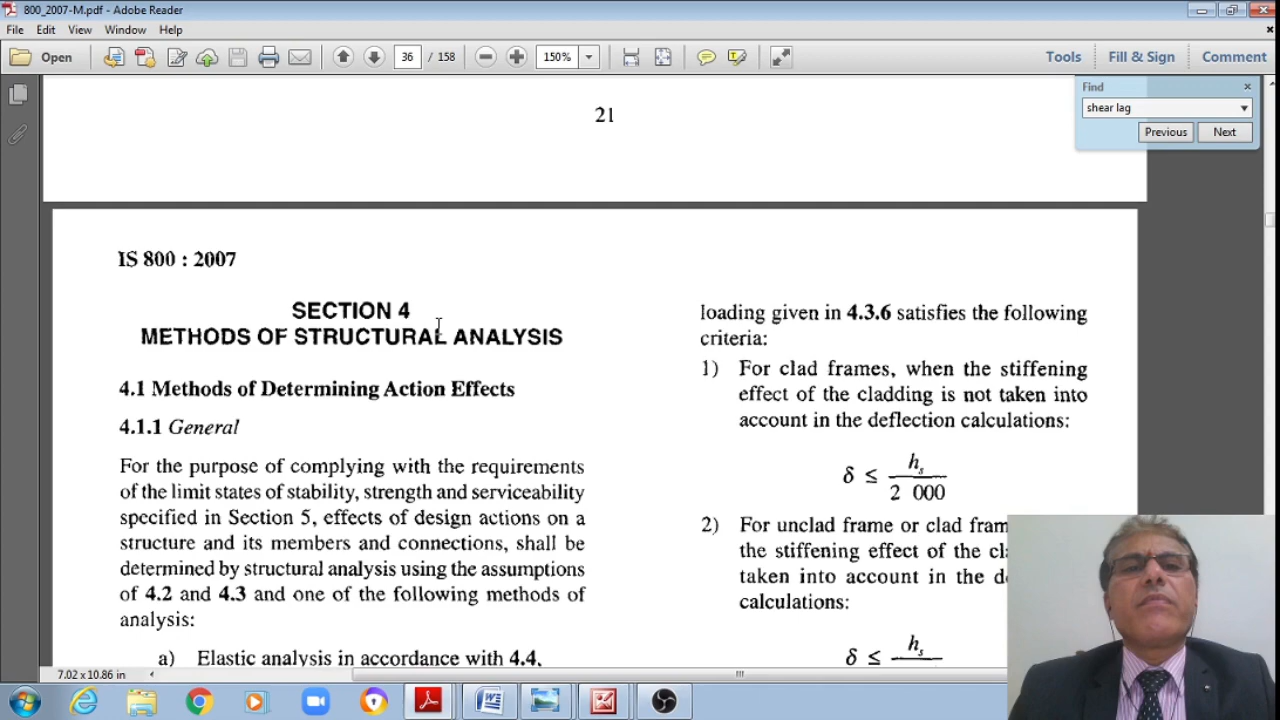 800_2007-M.pdf - Adobe Reader
File Edit View Window Help
Open
36 / 158
150%
Tools Fill & Sign Comment
Find
shear lag
Previous Next
21
IS 800 : 2007
SECTION 4
METHODS OF STRUCTURAL ANALYSIS
4.1 Methods of Determining Action Effects
4.1.1 General
For the purpose of complying with the requirements
of the limit states of stability, strength and serviceability
specified in Section 5, effects of design actions on a
structure and its members and connections, shall be
determined by structural analysis using the assumptions
of 4.2 and 4.3 and one of the following methods of
analysis:
a) Elastic analysis in accordance with 4.4,
loading given in 4.3.6 satisfies the following
criteria:
1) For clad frames, when the stiffening
effect of the cladding is not taken into
account in the deflection calculations:
δ ≤ hs
2 000
2) For unclad frame or clad fram
the stiffening effect of the cl
taken into account in the d
calculations:
δ ≤ hs
7.02 x 10.86 in